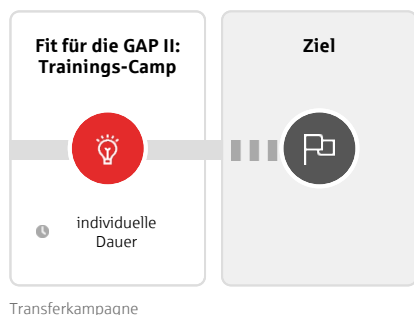 Fit für die GAP II:
Trainings-Camp
individuelle
Dauer
Ziel
Transferkampagne